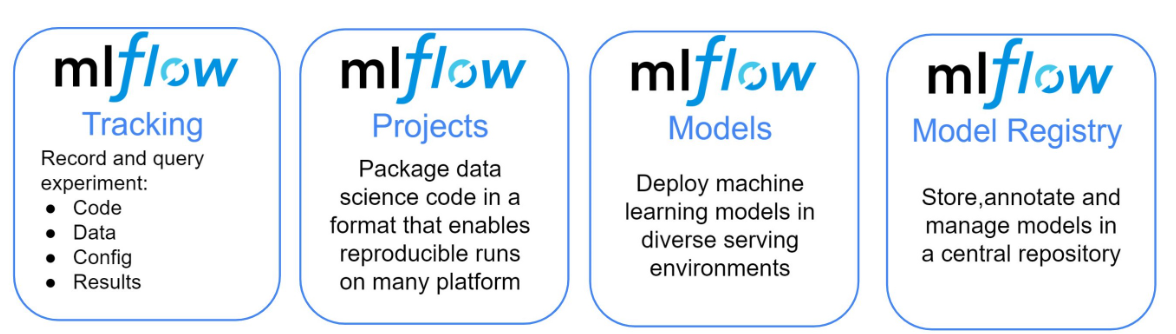 mlflow
Tracking
Record and query
experiment:
● Code
● Data
● Config
● Results
mlflow
Projects
Package data
science code in a
format that enables
reproducible runs
on many platform
mlflow
Models
Deploy machine
learning models in
diverse serving
environments
mlflow
Model Registry
Store,annotate and
manage models in
a central repository